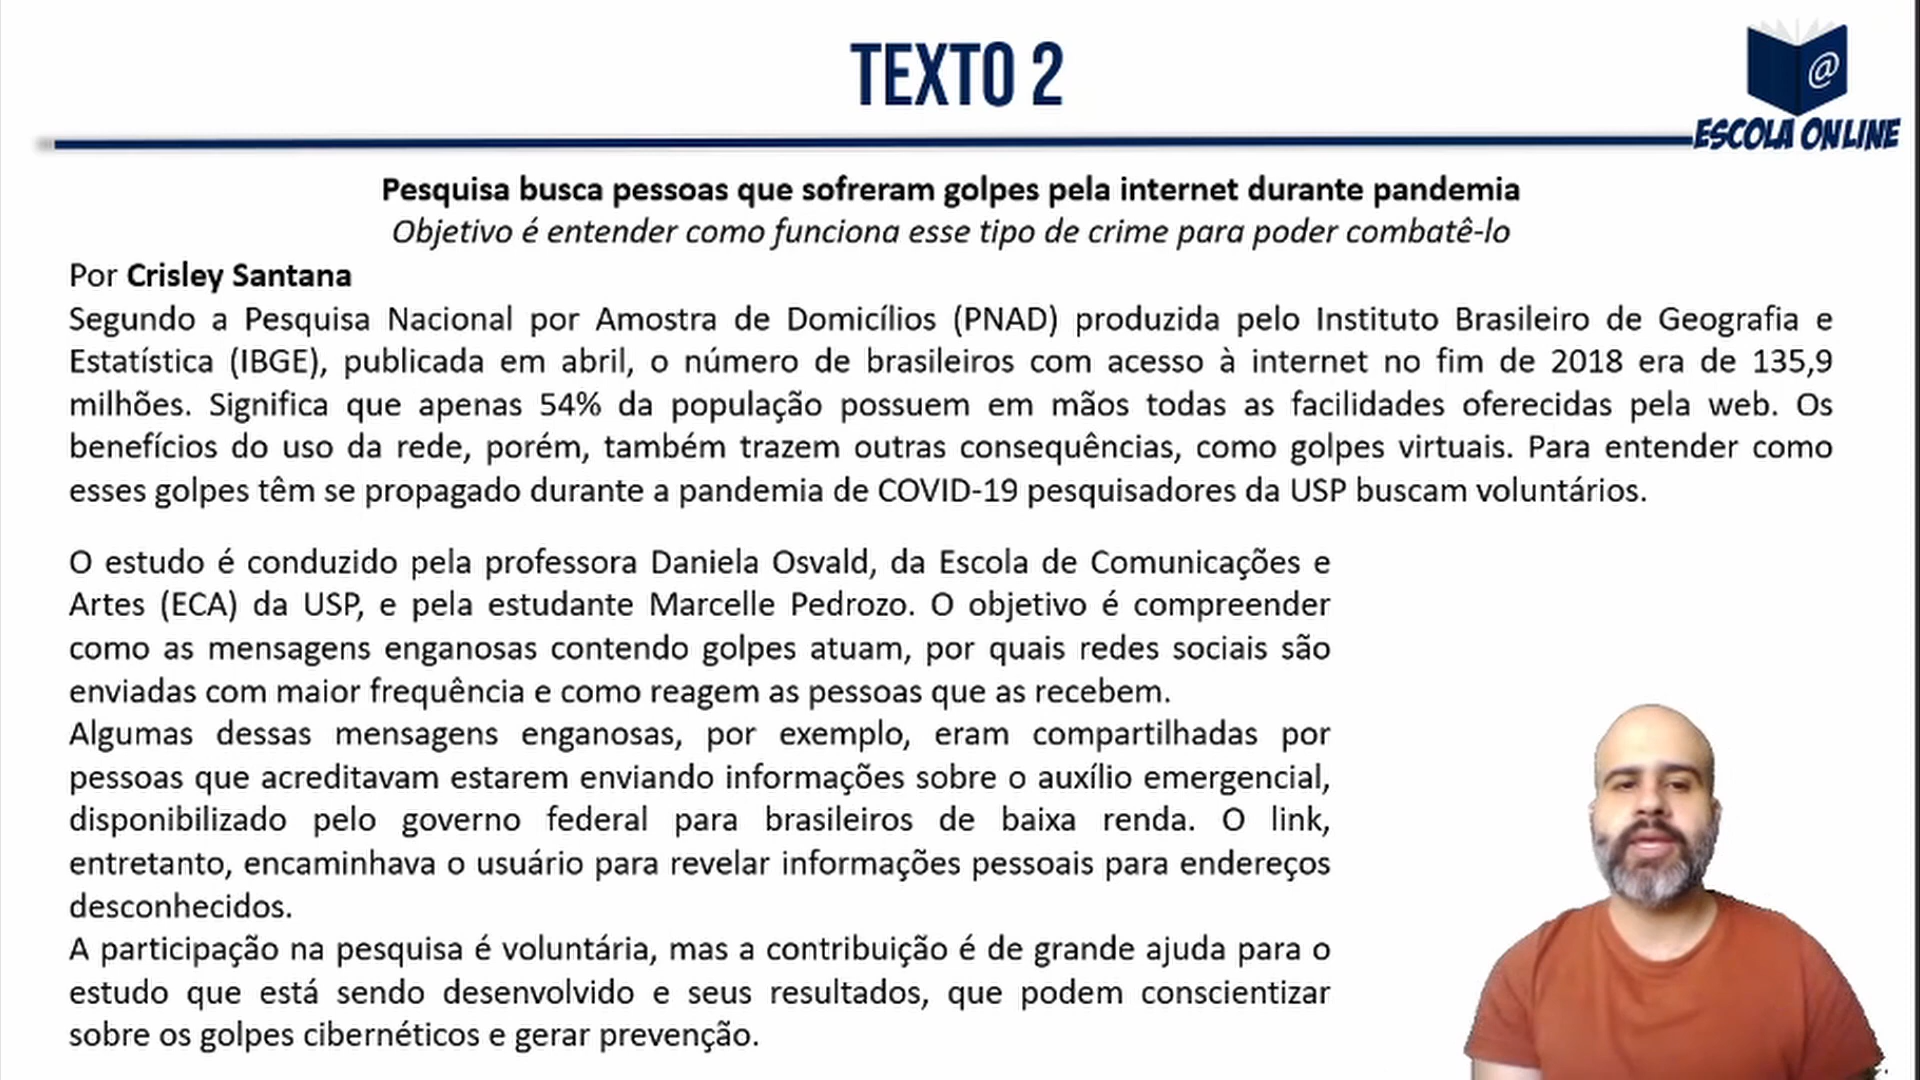 TEXTO 2
@
ESCOLA ONLINE
Pesquisa busca pessoas que sofreram golpes pela internet durante pandemia
Objetivo é entender como funciona esse tipo de crime para poder combatê-lo
Por Crisley Santana
Segundo a Pesquisa Nacional por Amostra de Domicílios (PNAD) produzida pelo Instituto Brasileiro de Geografia e
Estatística (IBGE), publicada em abril, o número de brasileiros com acesso à internet no fim de 2018 era de 135,9
milhões. Significa que apenas 54% da população possuem em mãos todas as facilidades oferecidas pela web. Os
benefícios do uso da rede, porém, também trazem outras consequências, como golpes virtuais. Para entender como
esses golpes têm se propagado durante a pandemia de COVID-19 pesquisadores da USP buscam voluntários.
O estudo é conduzido pela professora Daniela Osvald, da Escola de Comunicações e
Artes (ECA) da USP, e pela estudante Marcelle Pedrozo. O objetivo é compreender
como as mensagens enganosas contendo golpes atuam, por quais redes sociais são
enviadas com maior frequência e como reagem as pessoas que as recebem.
Algumas dessas mensagens enganosas, por exemplo, eram compartilhadas por
pessoas que acreditavam estarem enviando informações sobre o auxílio emergencial,
disponibilizado pelo governo federal para brasileiros de baixa renda. O link,
entretanto, encaminhava o usuário para revelar informações pessoais para endereços
desconhecidos.
A participação na pesquisa é voluntária, mas a contribuição é de grande ajuda para o
estudo que está sendo desenvolvido e seus resultados, que podem conscientizar
sobre os golpes cibernéticos e gerar prevenção.